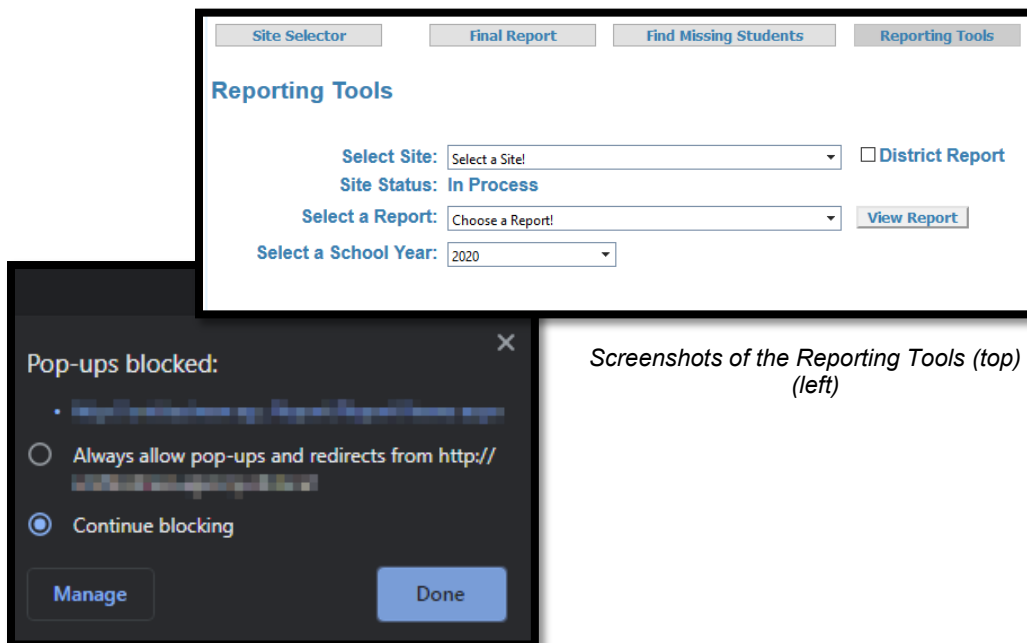 Site Selector Final Report Find Missing Students Reporting Tools
Reporting Tools
Select Site: Select a Site! District Report
Site Status: In Process
Select a Report: Choose a Report! View Report
Select a School Year: 2020
Pop-ups blocked:
Always allow pop-ups and redirects from http://
Continue blocking
Manage Done
Screenshots of the Reporting Tools (top)
(left)